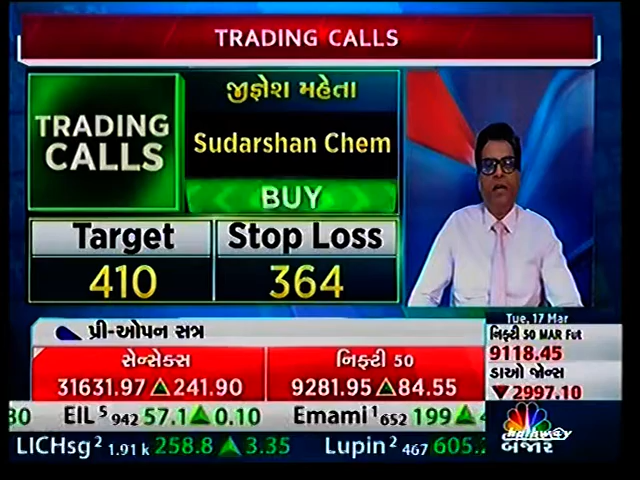 TRADING CALLS
TRADING
CALLS
જીજ્ઞેશ મહેતા
Sudarshan Chem
BUY
Target
Stop Loss
410
364
Tue, 17 Mar
પ્રી-ઓપન સત્ર
નિફ્ટી 50 MAR Fut
9118.45
સેન્સેક્સ
નિફ્ટી 50
31631.97 ▲ 241.90
9281.95 ▲ 84.55
ડાઓ જોન્સ
▼ 2997.10
30 EIL 5 942 57.1 ▲ 0.10 Emami 1 652 199 ▲
LICHsg 2 1.91 k 258.8 ▲ 3.35 Lupin 2 467 605.
hathway
બજાર